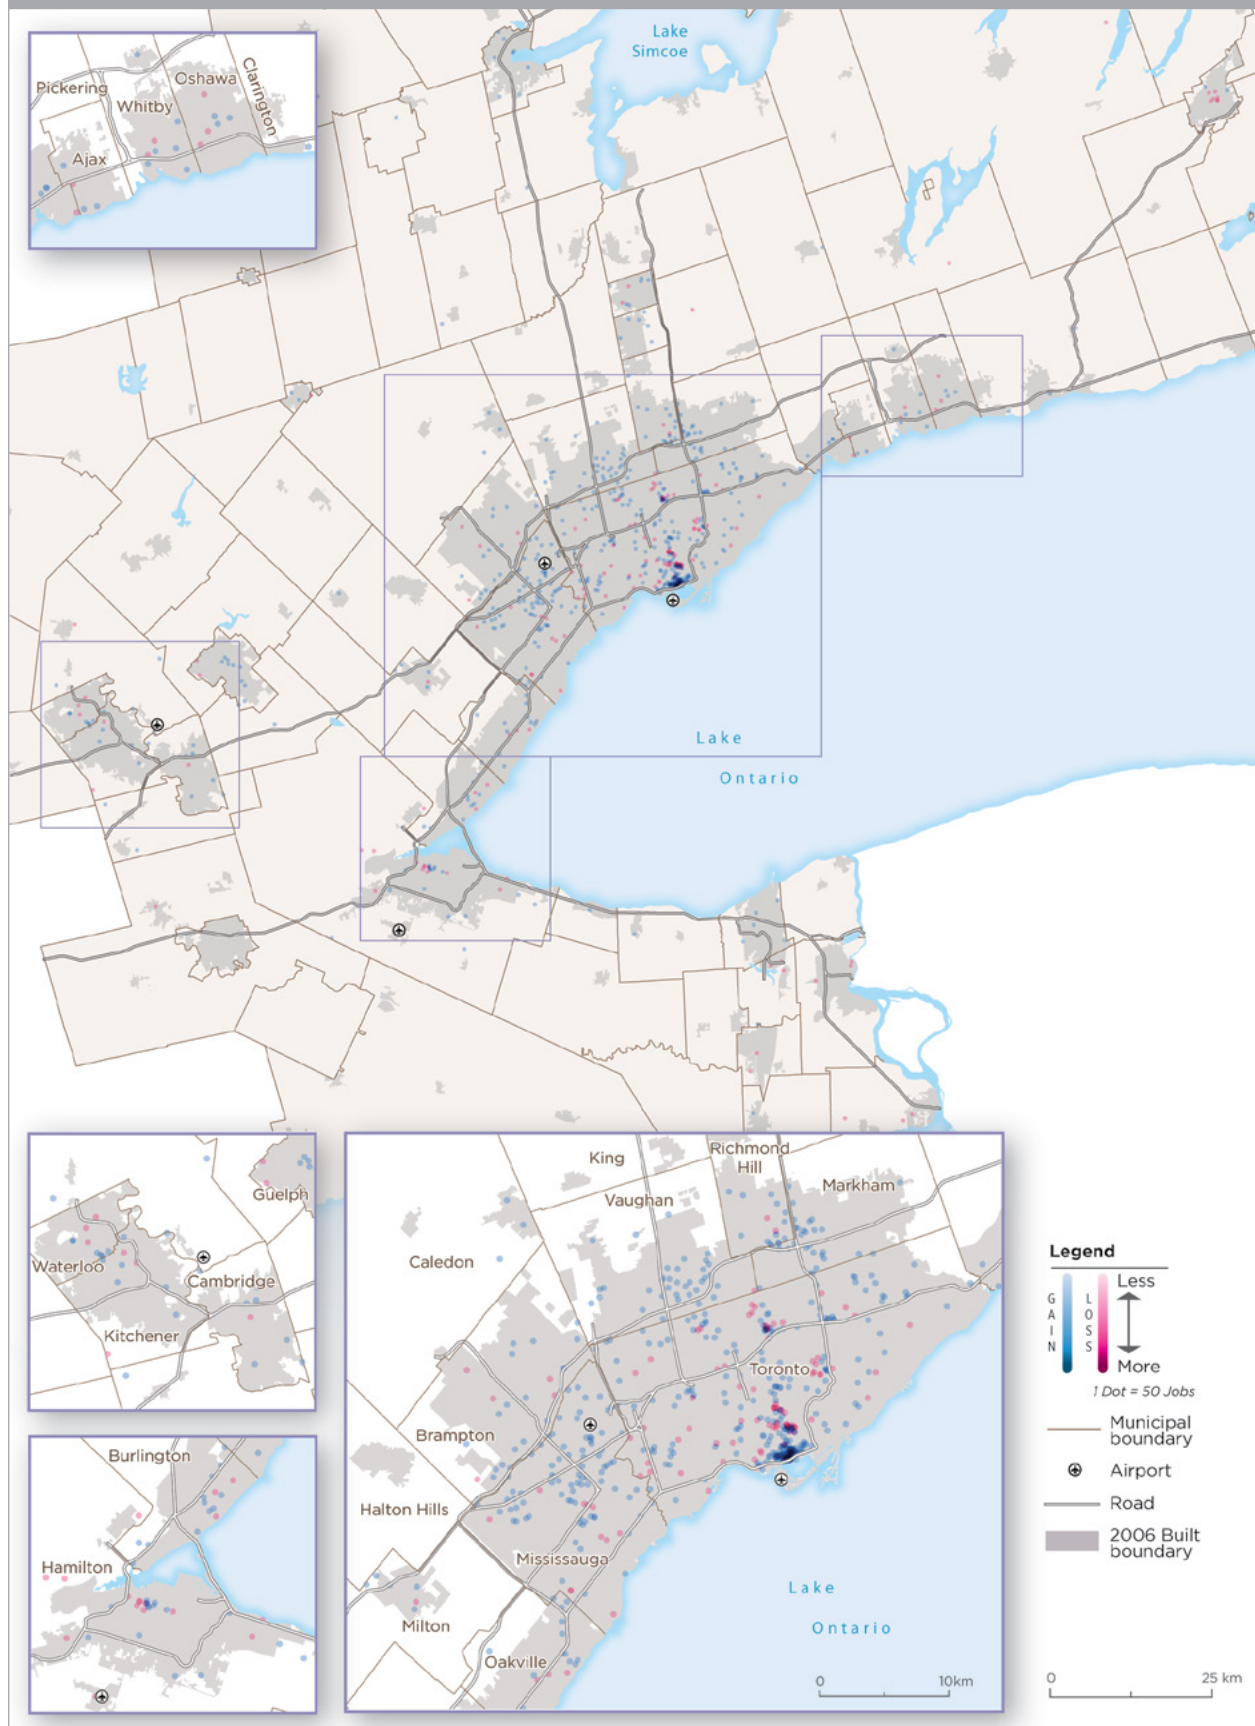 Lake
Simcoe
Pickering
Oshawa
Clarington
Whitby
Ajax
Lake
Ontario
Guelph
Waterloo
Cambridge
Kitchener
Burlington
Hamilton
King
Richmond
Hill
Vaughan
Markham
Caledon
Toronto
Brampton
Halton Hills
Mississauga
Milton
Oakville
Lake
Ontario
0
10km
Legend
GAIN
LOSS
Less
More
1 Dot = 50 Jobs
Municipal
boundary
Airport
Road
2006 Built
boundary
0
25 km